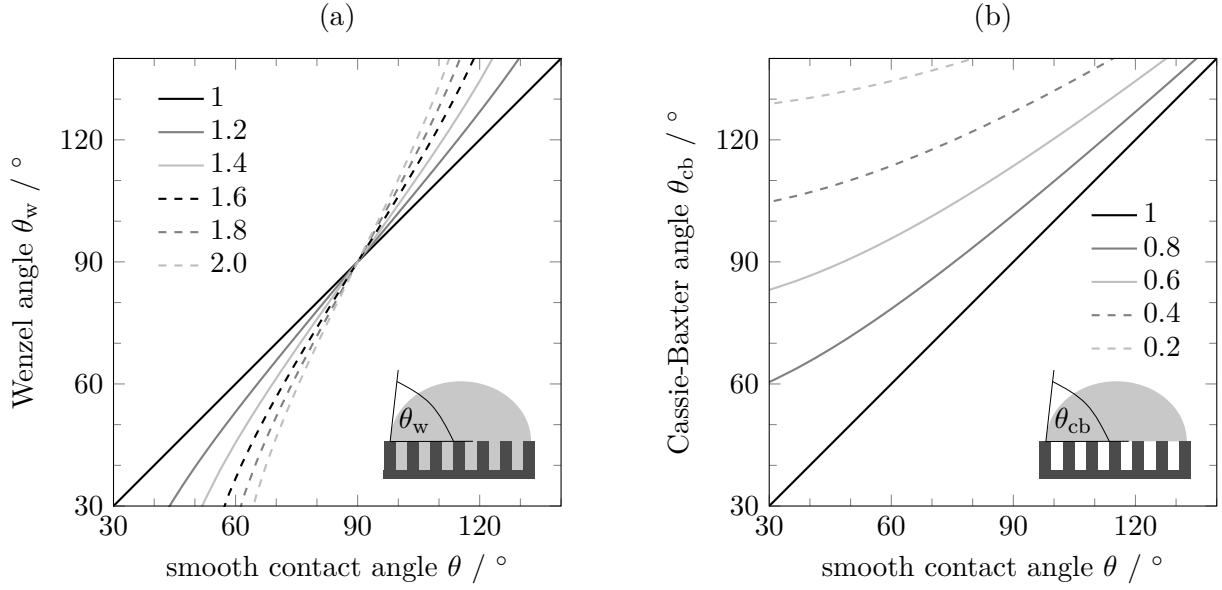 (a)
Wenzel angle θw / °
120
90
60
30
1
1.2
1.4
1.6
1.8
2.0
θw
30 60 90 120
smooth contact angle θ / °
(b)
Cassie-Baxter angle θcb / °
120
90
60
30
1
0.8
0.6
0.4
0.2
θcb
30 60 90 120
smooth contact angle θ / °